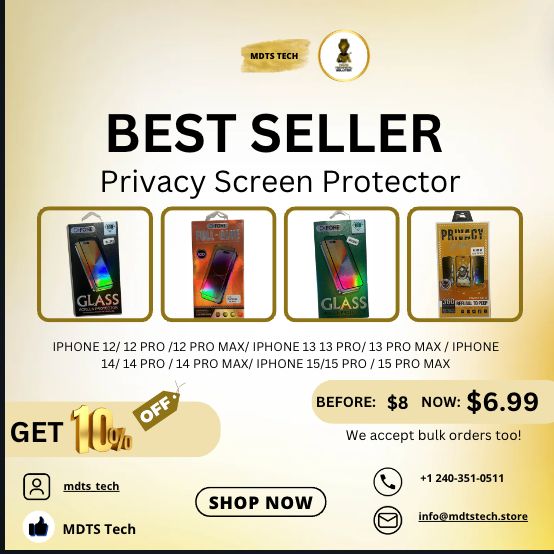 MDTS TECH
BEST SELLER
Privacy Screen Protector
GLASS
FULL-GLUE
GLASS
PRIVACY
IPHONE 12/ 12 PRO /12 PRO MAX/ IPHONE 13 13 PRO/ 13 PRO MAX / IPHONE
14/ 14 PRO / 14 PRO MAX/ IPHONE 15/15 PRO / 15 PRO MAX
GET 10% OFF
BEFORE: $8 NOW: $6.99
We accept bulk orders too!
mdts_tech
MDTS Tech
SHOP NOW
+1 240-351-0511
info@mdtstech.store